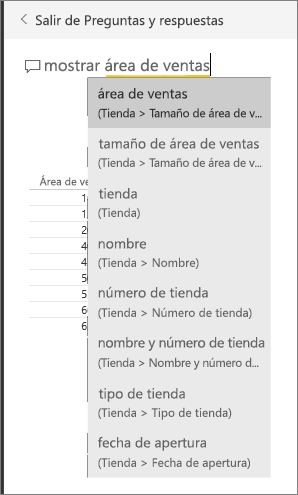 Salir de Preguntas y respuestas
mostrar área de ventas
área de ventas
(Tienda > Tamaño de área de v...
tamaño de área de ventas
(Tienda > Tamaño de área de v...
tienda
(Tienda)
Área de ve
1
1
2
4
4
5
5
6
6
nombre
(Tienda > Nombre)
número de tienda
(Tienda > Número de tienda)
nombre y número de tienda
(Tienda > Nombre y número d...
tipo de tienda
(Tienda > Tipo de tienda)
fecha de apertura
(Tienda > Fecha de apertura)